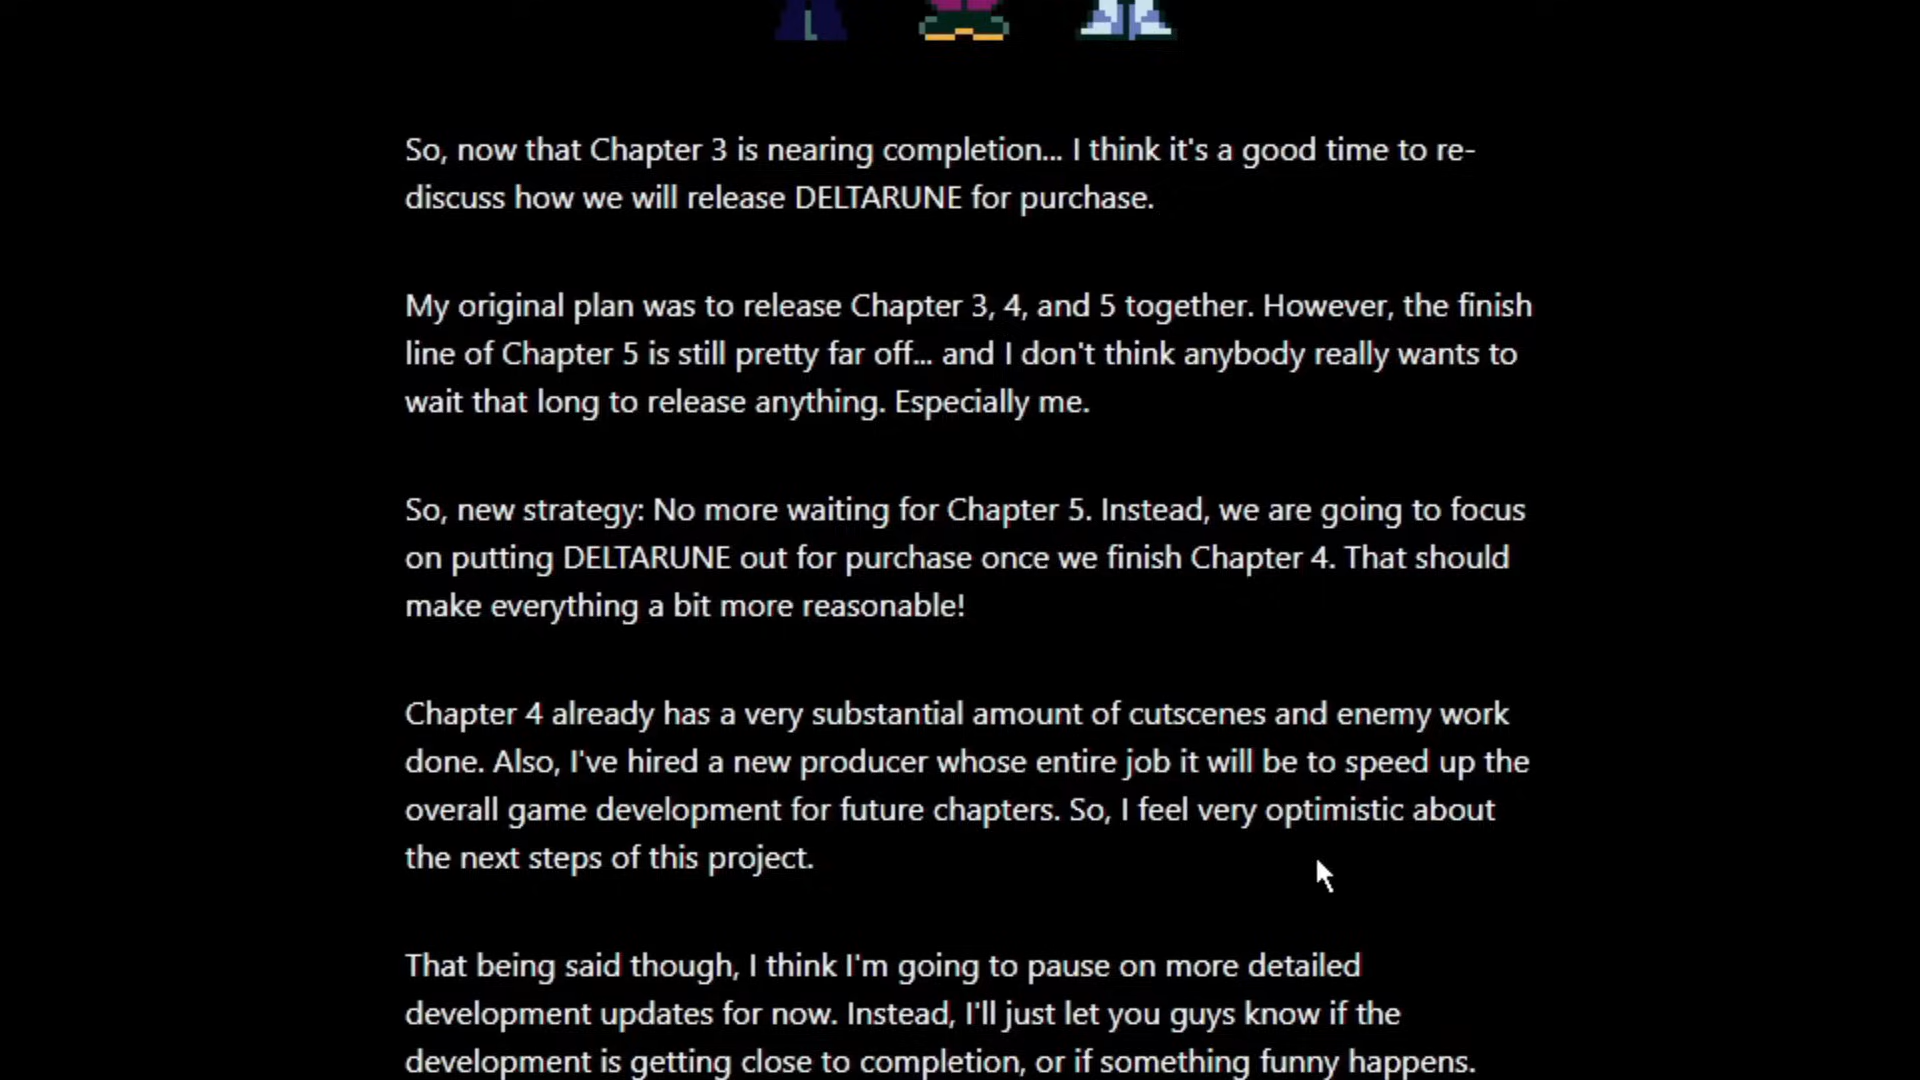 So, now that Chapter 3 is nearing completion... I think it's a good time to re-
discuss how we will release DELTARUNE for purchase.
My original plan was to release Chapter 3, 4, and 5 together. However, the finish
line of Chapter 5 is still pretty far off... and I don't think anybody really wants to
wait that long to release anything. Especially me.
So, new strategy: No more waiting for Chapter 5. Instead, we are going to focus
on putting DELTARUNE out for purchase once we finish Chapter 4. That should
make everything a bit more reasonable!
Chapter 4 already has a very substantial amount of cutscenes and enemy work
done. Also, I've hired a new producer whose entire job it will be to speed up the
overall game development for future chapters. So, I feel very optimistic about
the next steps of this project.
That being said though, I think I'm going to pause on more detailed
development updates for now. Instead, I'll just let you guys know if the
development is getting close to completion, or if something funny happens.